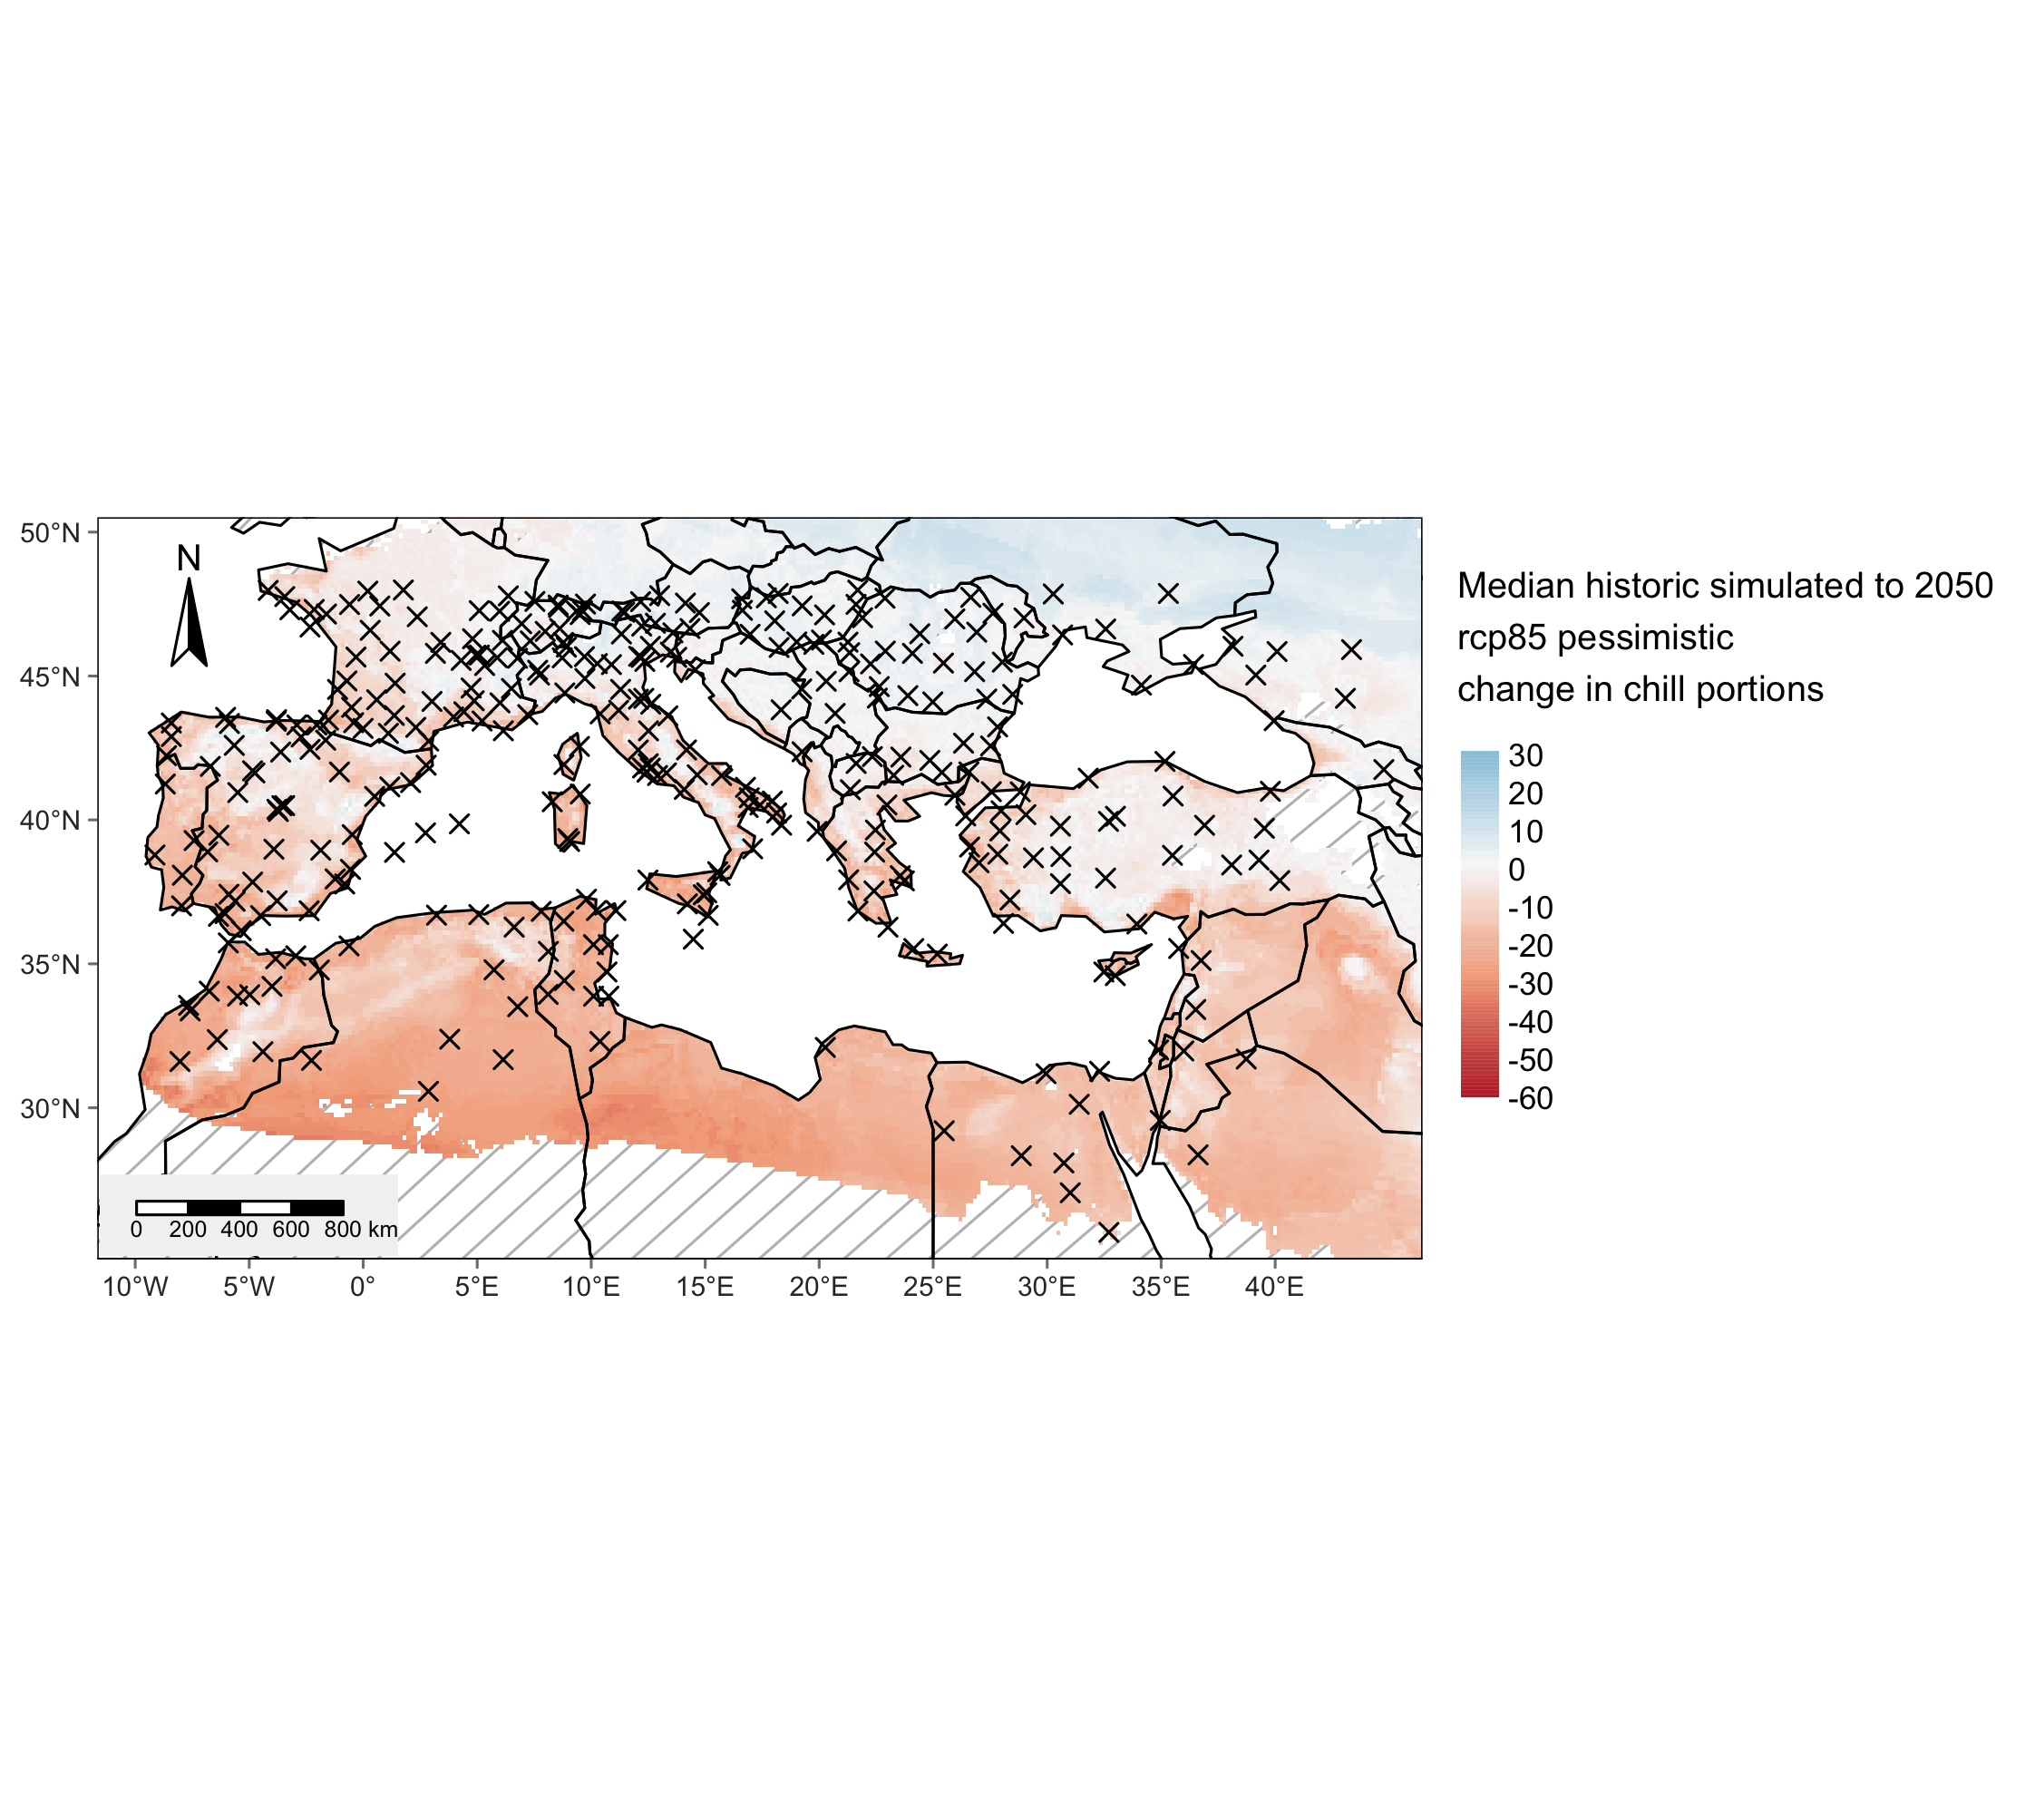 50°N
45°N
40°N
35°N
30°N
N
0 200 400 600 800 km
10°W 5°W 0° 5°E 10°E 15°E 20°E 25°E 30°E 35°E 40°E
Median historic simulated to 2050
rcp85 pessimistic
change in chill portions
30
20
10
0
-10
-20
-30
-40
-50
-60